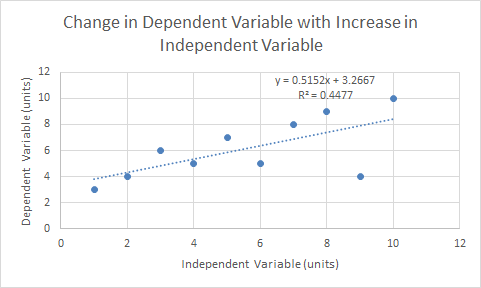 Change in Dependent Variable with Increase in
Independent Variable
y = 0.5152x + 3.2667
R² = 0.4477
Dependent Variable (units)
12
10
8
6
4
2
0
0 2 4 6 8 10 12
Independent Variable (units)